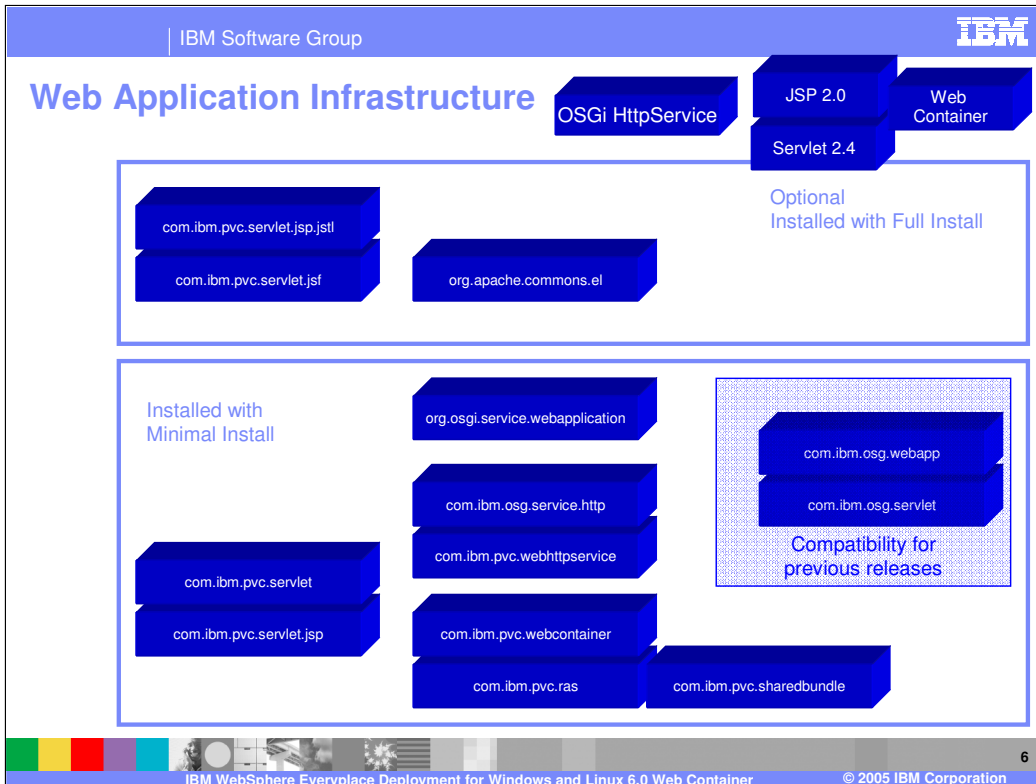 IBM Software Group
IBM
Web Application Infrastructure
OSGi HttpService
JSP 2.0
Servlet 2.4
Web
Container
Optional
Installed with Full Install
com.ibm.pvc.servlet.jsp.jstl
com.ibm.pvc.servlet.jsf
org.apache.commons.el
Installed with
Minimal Install
org.osgi.service.webapplication
com.ibm.osg.service.http
com.ibm.pvc.webhttpservice
com.ibm.osg.webapp
com.ibm.osg.servlet
Compatibility for
previous releases
com.ibm.pvc.servlet
com.ibm.pvc.servlet.jsp
com.ibm.pvc.webcontainer
com.ibm.pvc.ras
com.ibm.pvc.sharedbundle
6
IBM WebSphere Everyplace Deployment for Windows and Linux 6.0 Web Container
© 2005 IBM Corporation